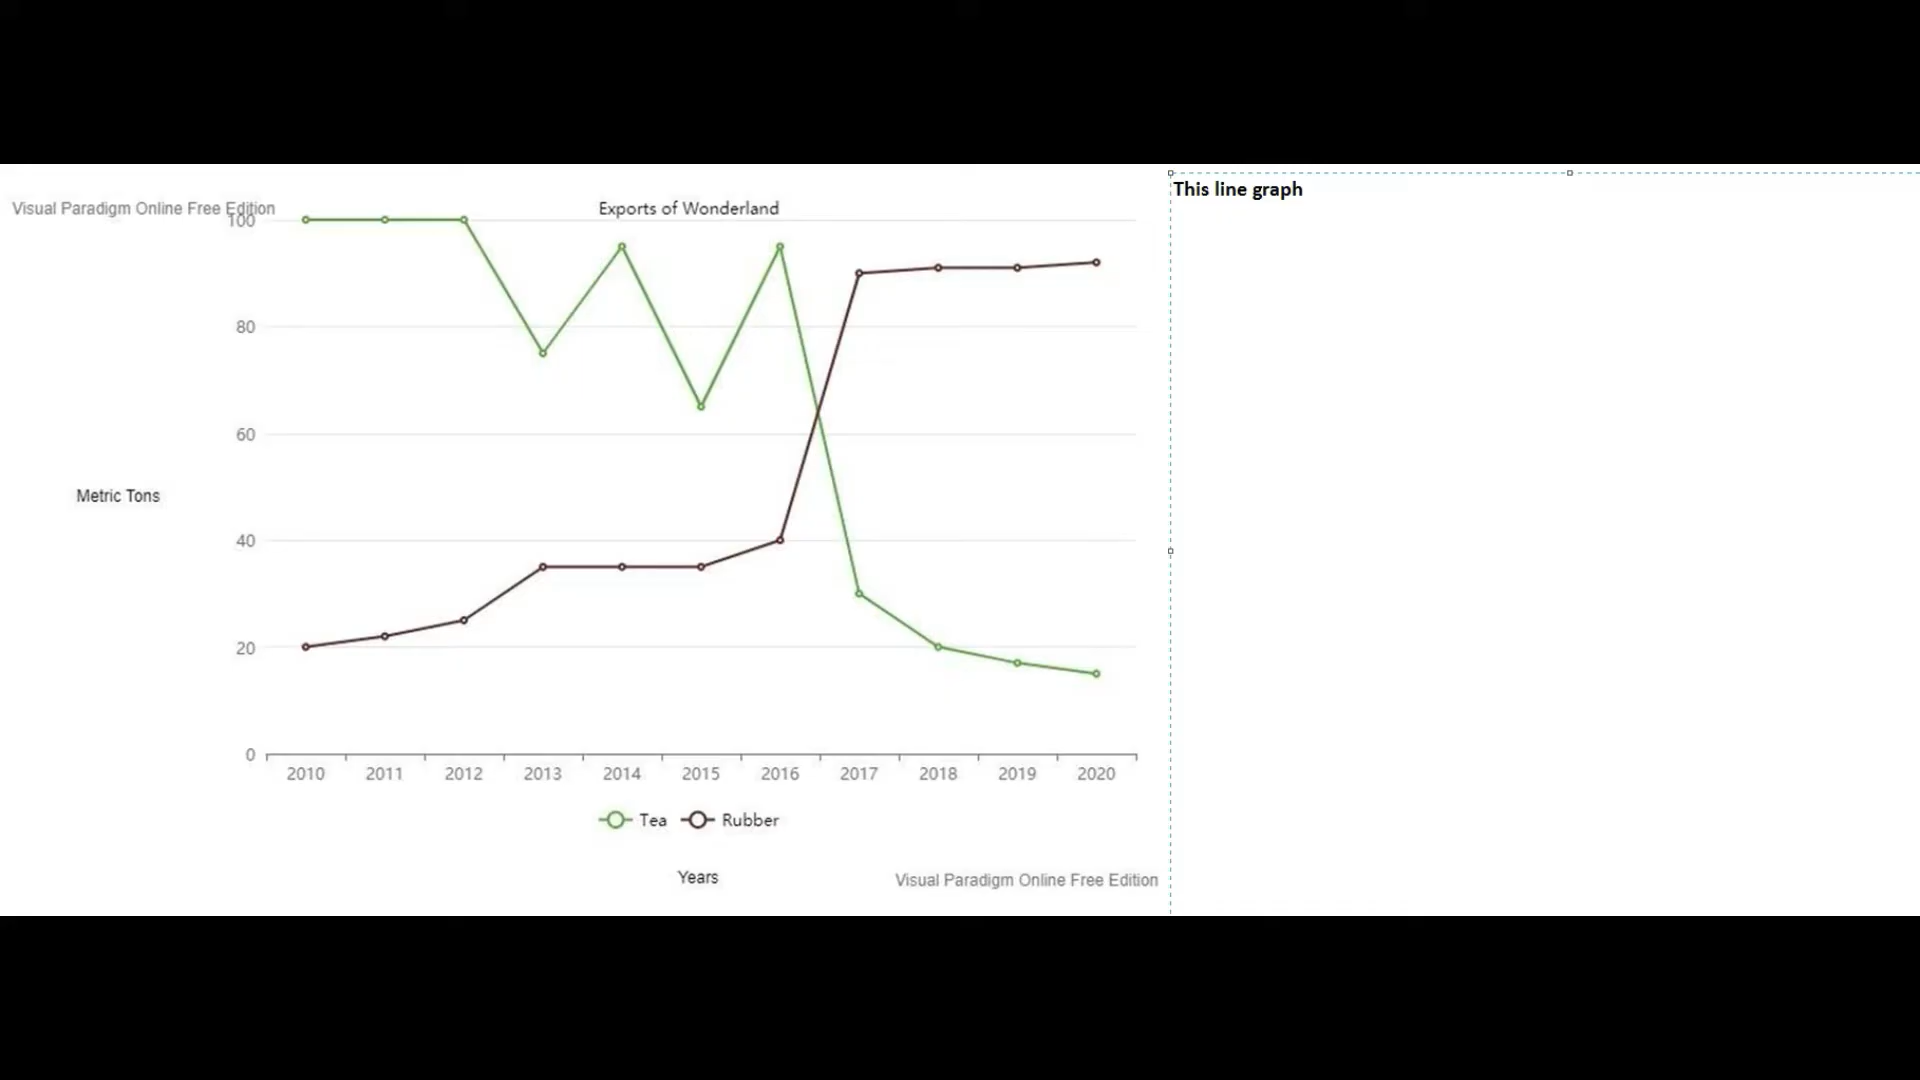 Visual Paradigm Online Free Edition
Exports of Wonderland
This line graph
100
80
60
40
20
0
Metric Tons
2010 2011 2012 2013 2014 2015 2016 2017 2018 2019 2020
Tea Rubber
Years
Visual Paradigm Online Free Edition